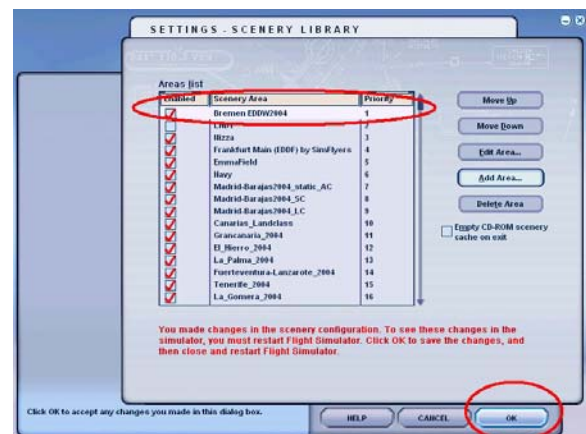 SETTINGS - SCENERY LIBRARY
Areas list
Enabled Scenery Area Priority
Bremen EDDW2004 1
2
Nizza 3
Frankfurt Main (EDDF) by SimFlyers 4
EmmaField 5
Navy 6
Madrid-Barajas2004_static_AC 7
Madrid-Barajas2004_SC 8
Madrid-Barajas2004_LC 9
Canarias_Landclass 10
Grancanaria_2004 11
El_Hierro_2004 12
La_Palma_2004 13
Fuerteventura-Lanzarote_2004 14
Tenerife_2004 15
La_Gomera_2004 16
Move Up
Move Down
Edit Area...
Add Area...
Delete Area
Empty CD-ROM scenery
cache on exit
You made changes in the scenery configuration. To see these changes in the
simulator, you must restart Flight Simulator. Click OK to save the changes, and
then close and restart Flight Simulator.
Click OK to accept any changes you made in this dialog box.
HELP
CANCEL
OK